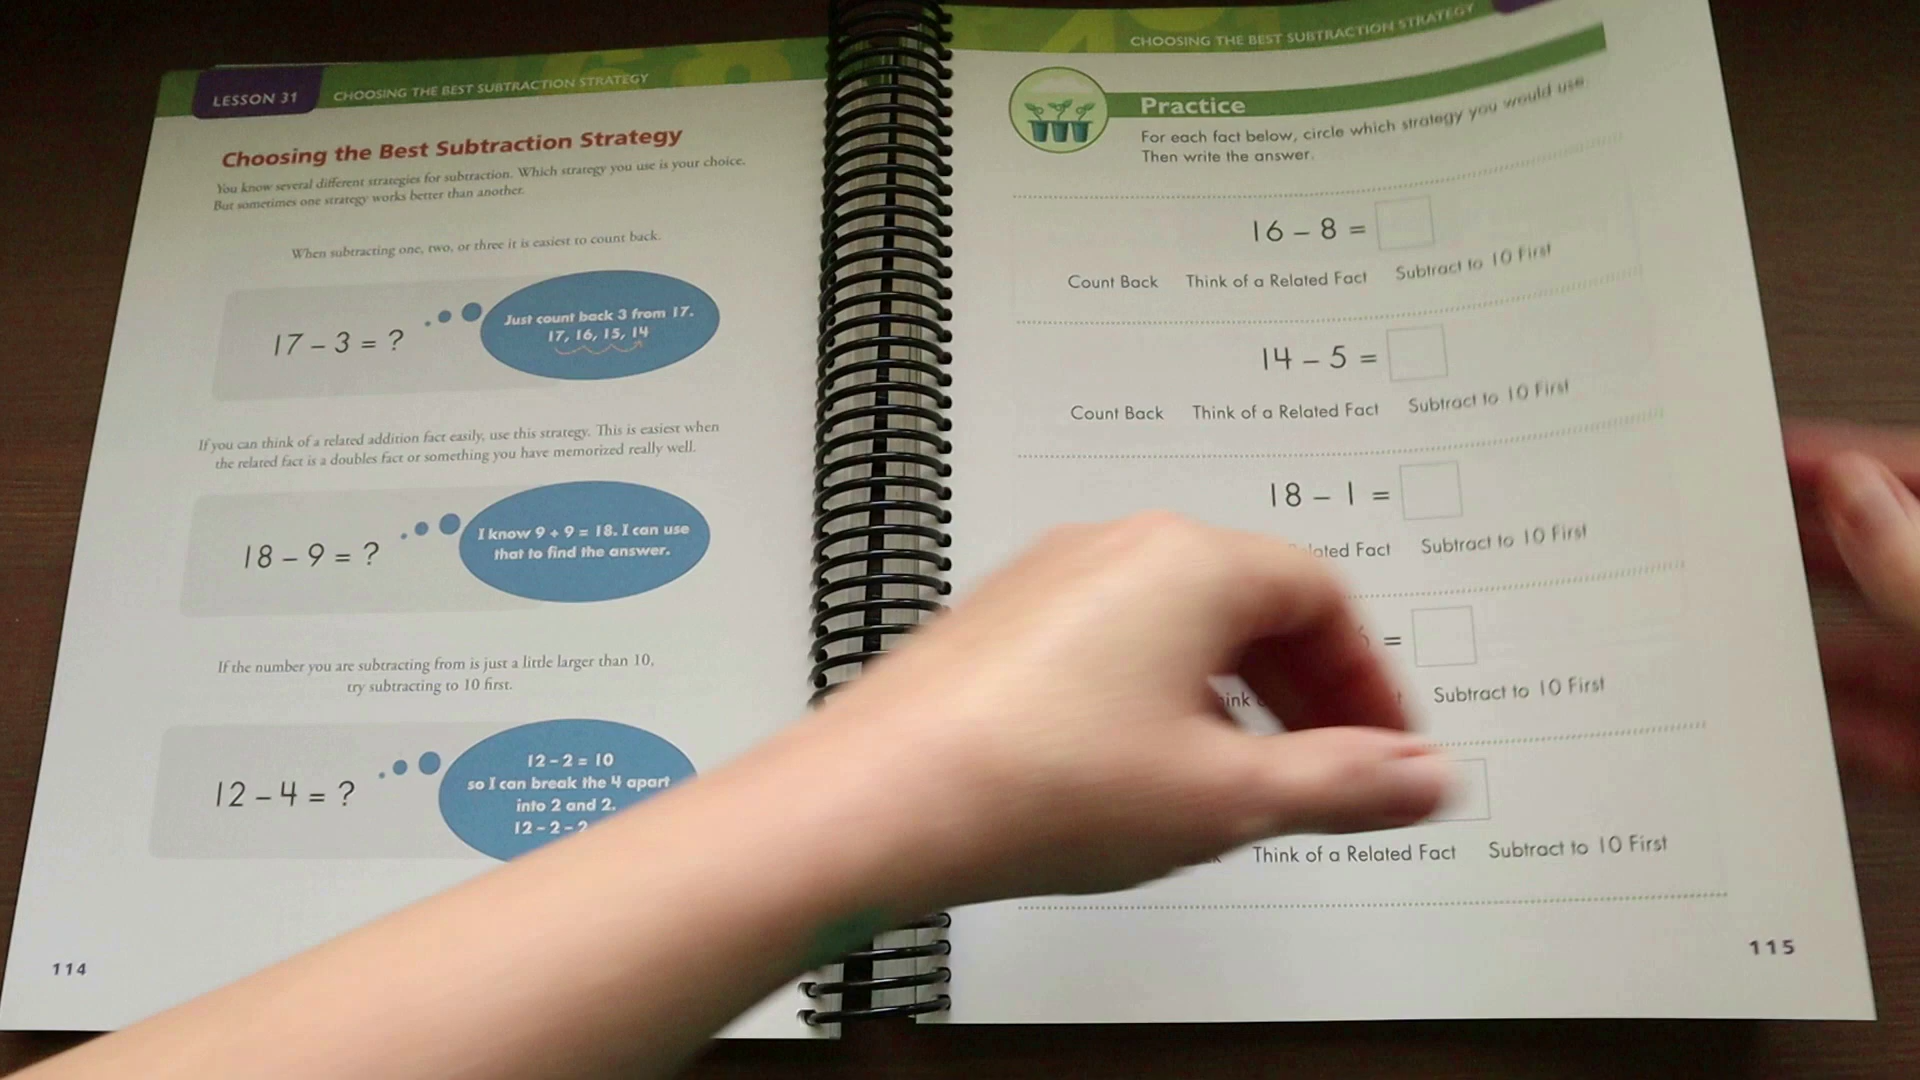 LESSON 31 CHOOSING THE BEST SUBTRACTION STRATEGY
Choosing the Best Subtraction Strategy
You know several different strategies for subtraction. Which strategy you use is your choice.
But sometimes one strategy works better than another.
When subtracting one, two, or three it is easiest to count back.
17 – 3 = ?
Just count back 3 from 17.
17, 16, 15, 14
If you can think of a related addition fact easily, use this strategy. This is easiest when
the related fact is a doubles fact or something you have memorized really well.
18 – 9 = ?
I know 9 + 9 = 18. I can use
that to find the answer.
If the number you are subtracting from is just a little larger than 10,
try subtracting to 10 first.
12 – 4 = ?
12 – 2 = 10
so I can break the 4 apart
into 2 and 2.
12 – 2 – 2
114
CHOOSING THE BEST SUBTRACTION STRATEGY
Practice
For each fact below, circle which strategy you would use.
Then write the answer.
16 – 8 =
Count Back Think of a Related Fact Subtract to 10 First
14 – 5 =
Count Back Think of a Related Fact Subtract to 10 First
18 – 1 =
Fact Subtract to 10 First
=
Subtract to 10 First
Think of a Related Fact Subtract to 10 First
115